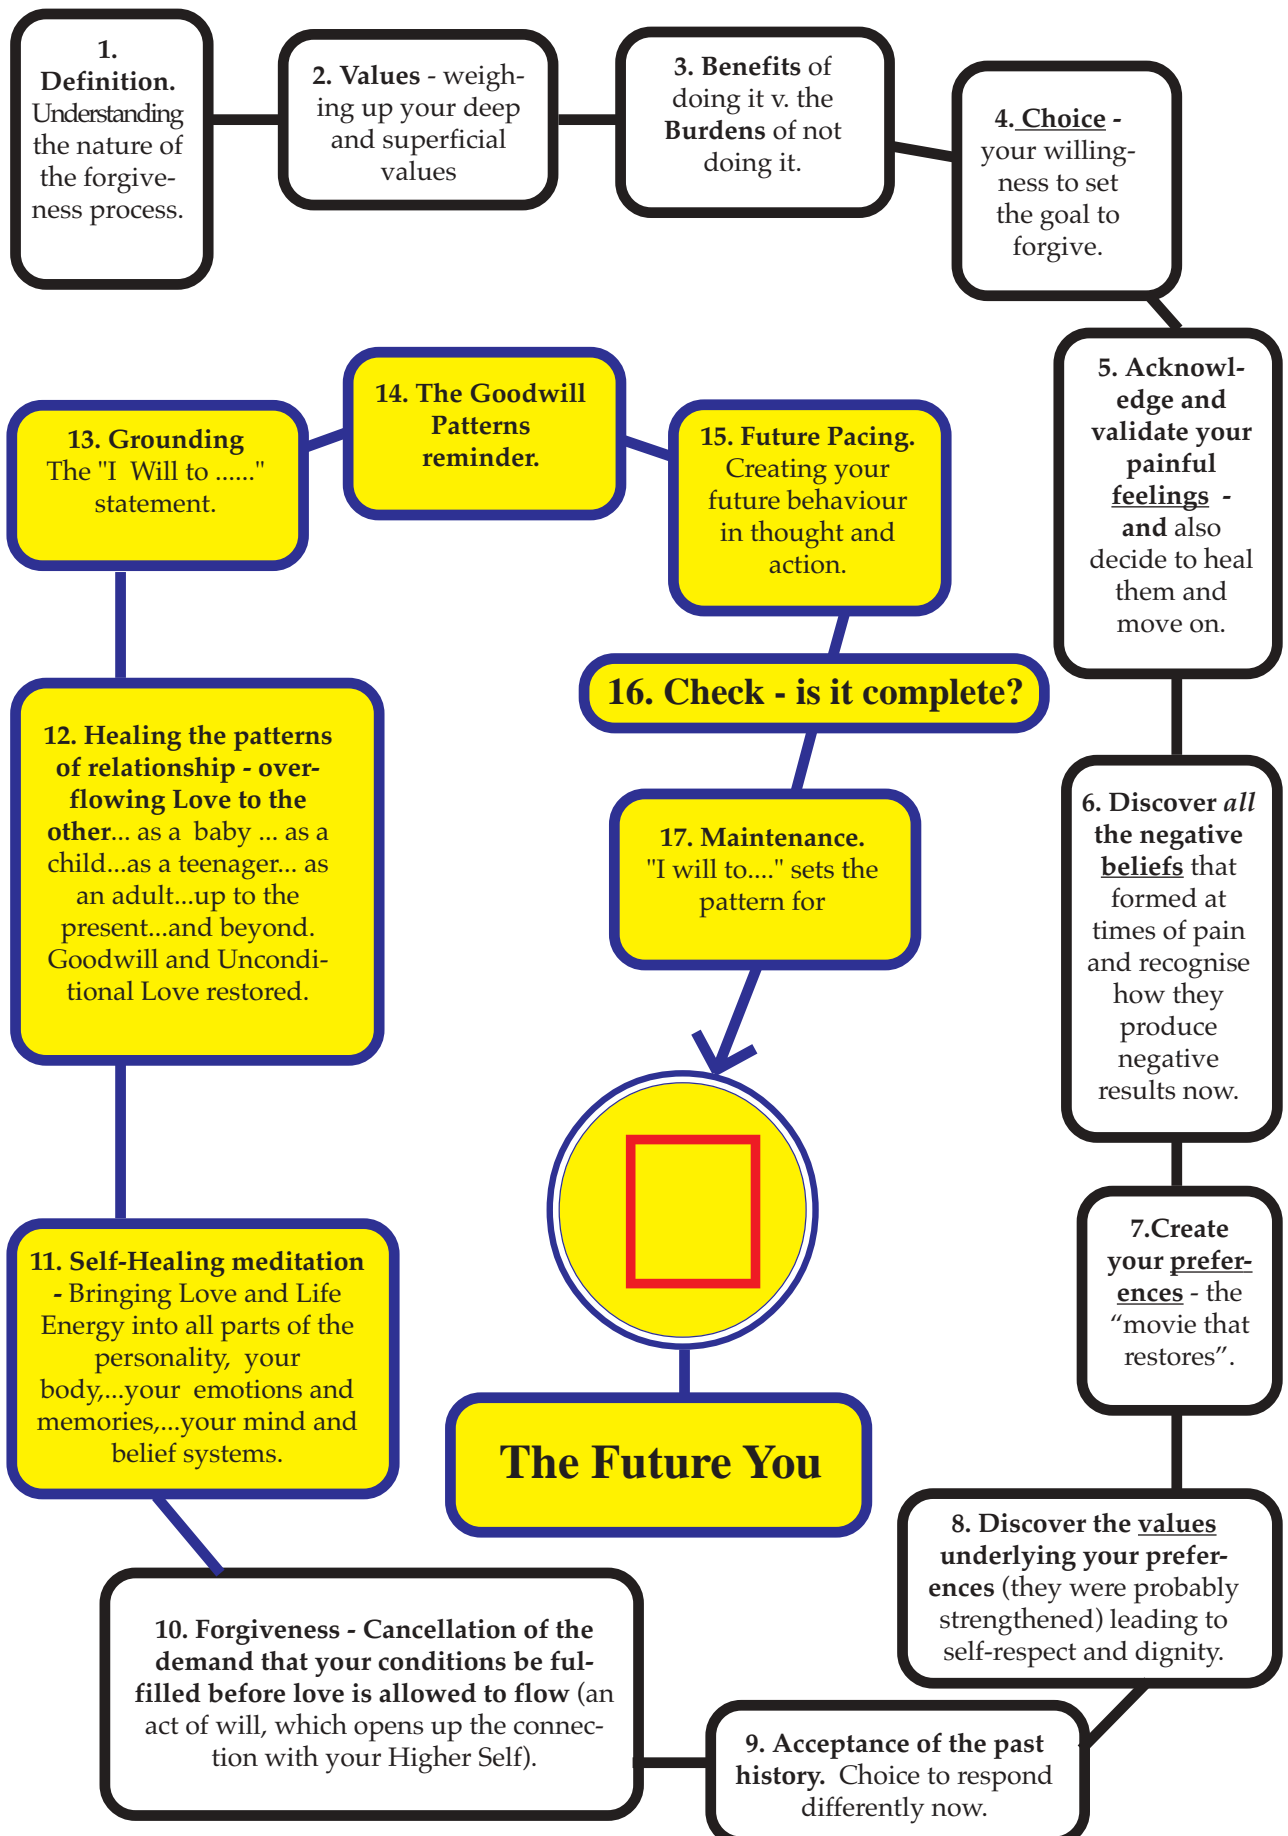 1.
Definition.
Understanding
the nature of
the forgive-
ness process.
2. Values - weigh-
ing up your deep
and superficial
values
3. Benefits of
doing it v. the
Burdens of not
doing it.
4. Choice -
your willing-
ness to set
the goal to
forgive.
5. Acknowl-
edge and
validate your
painful
feelings -
and also
decide to heal
them and
move on.
6. Discover all
the negative
beliefs that
formed at
times of pain
and recognise
how they
produce
negative
results now.
7.Create
your prefer-
ences - the
“movie that
restores”.
8. Discover the values
underlying your prefer-
ences (they were probably
strengthened) leading to
self-respect and dignity.
9. Acceptance of the past
history. Choice to respond
differently now.
10. Forgiveness - Cancellation of the
demand that your conditions be ful-
filled before love is allowed to flow (an
act of will, which opens up the connec-
tion with your Higher Self).
11. Self-Healing meditation
- Bringing Love and Life
Energy into all parts of the
personality, your
body,...your emotions and
memories,...your mind and
belief systems.
12. Healing the patterns
of relationship - over-
flowing Love to the
other... as a baby ... as a
child...as a teenager... as
an adult...up to the
present...and beyond.
Goodwill and Uncondi-
tional Love restored.
13. Grounding
The "I Will to ......"
statement.
14. The Goodwill
Patterns
reminder.
15. Future Pacing.
Creating your
future behaviour
in thought and
action.
16. Check - is it complete?
17. Maintenance.
"I will to...." sets the
pattern for
The Future You